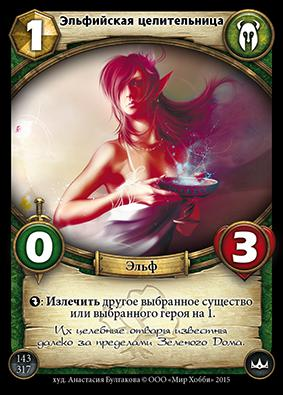 1
Эльфийская целительница
0
Эльф
3
: Излечить другое выбранное существо
или выбранного героя на 1.
Их целебные отвары известны
далеко за пределами Зеленого Дома.
143
317
худ. Анастасия Булгакова © ООО «Мир Хобби» 2015